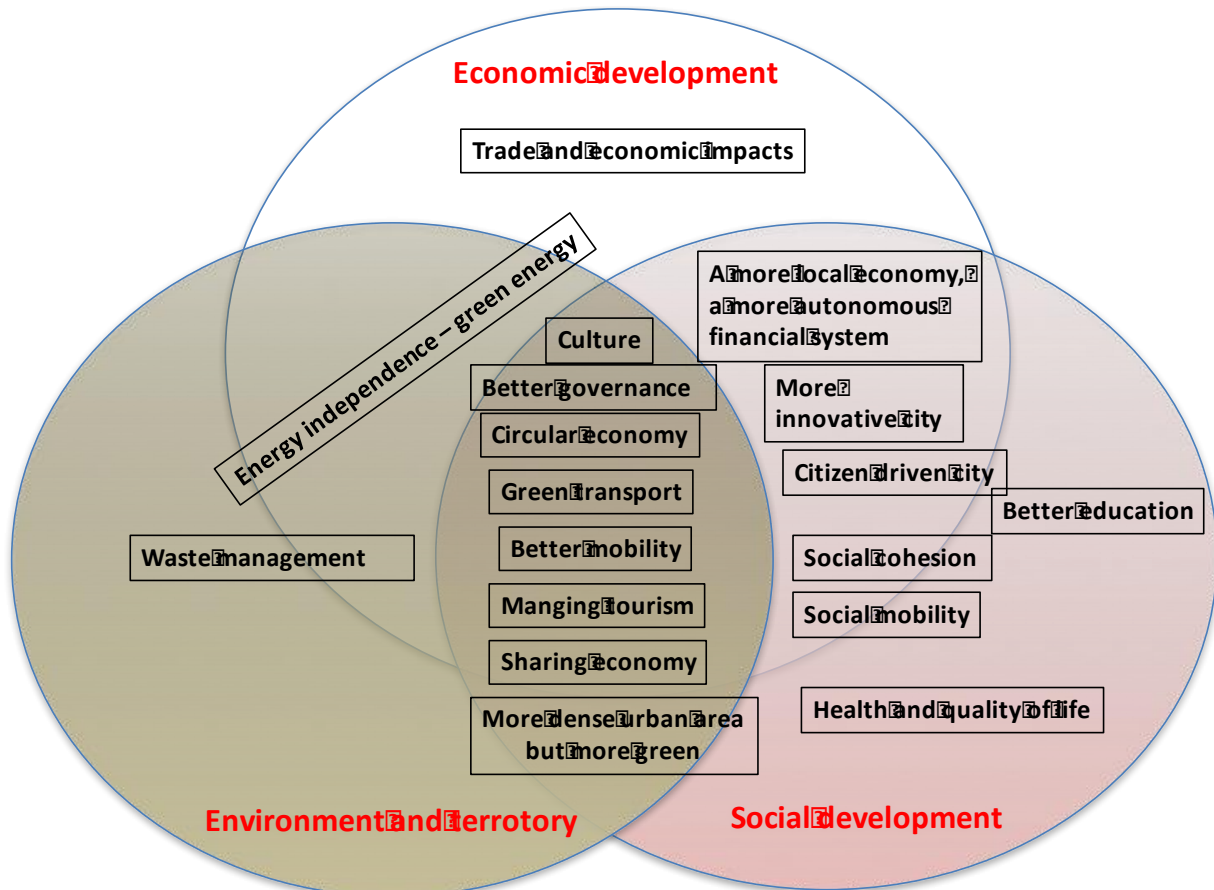 Economic development
Trade and economic impacts
Energy independence – green energy
A more local economy,
a more autonomous
financial system
Culture
Better governance
More
innovative city
Circular economy
Citizen driven city
Green transport
Better education
Better mobility
Waste management
Social cohesion
Manging tourism
Social mobility
Sharing economy
Health and quality of life
More dense urban area
but more green
Environment and terrotory
Social development